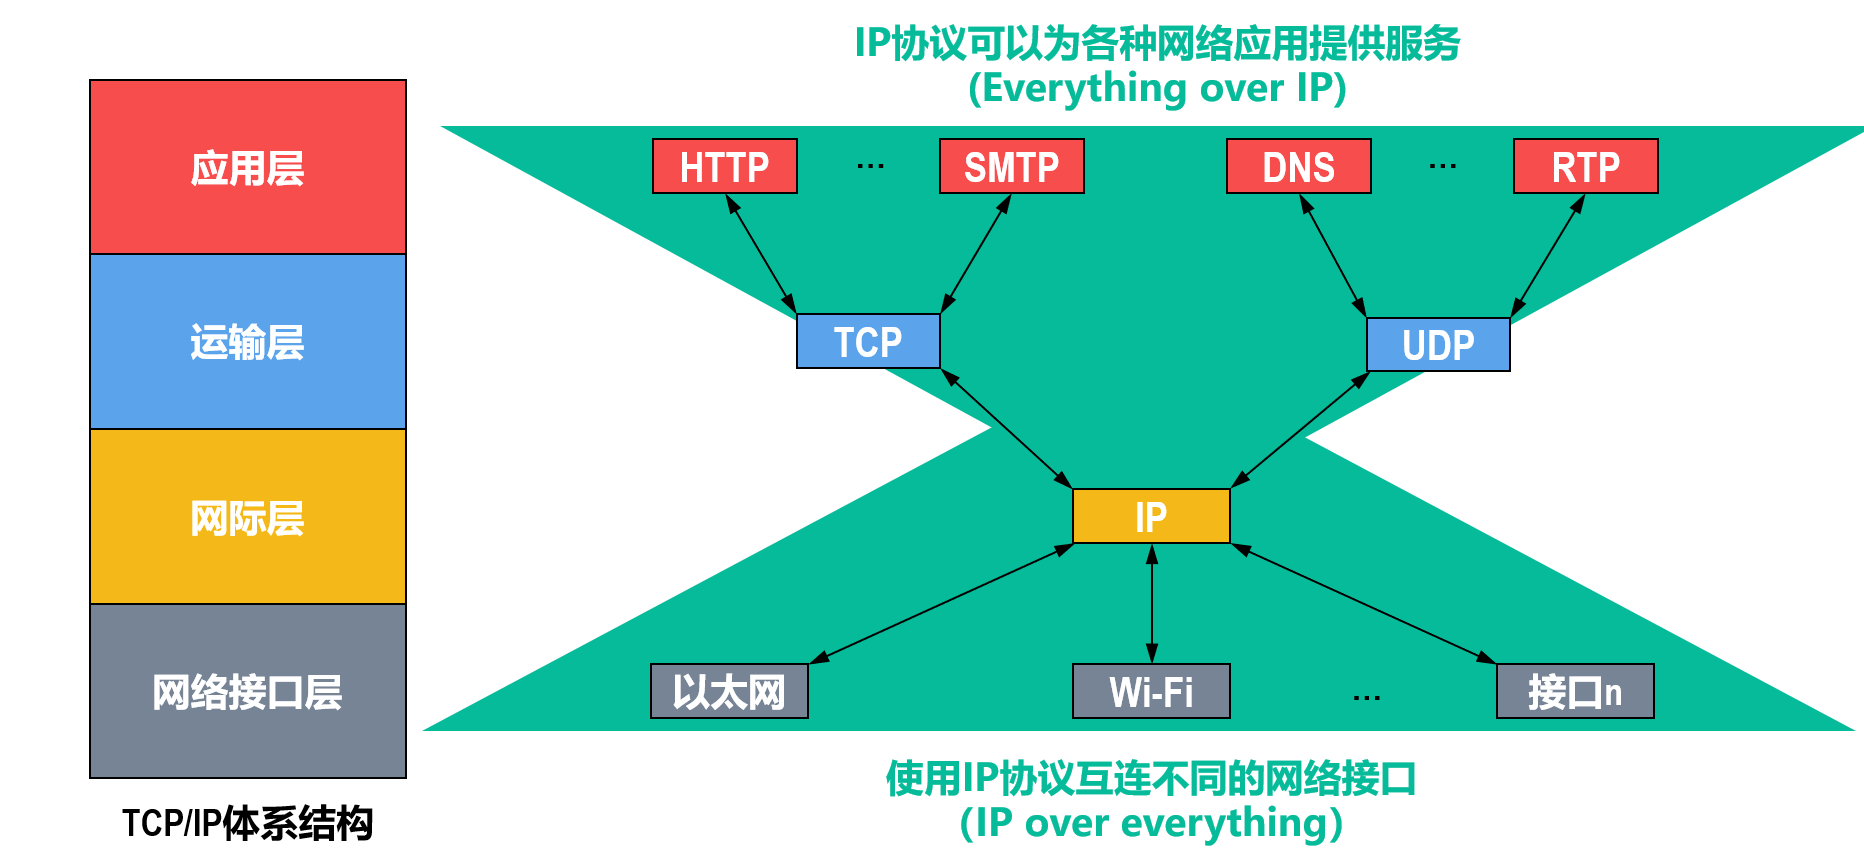 IP协议可以为各种网络应用提供服务
(Everything over IP)
应用层
运输层
网际层
网络接口层
TCP/IP体系结构
HTTP
...
SMTP
DNS
...
RTP
TCP
UDP
IP
以太网
Wi-Fi
...
接口n
使用IP协议互连不同的网络接口
(IP over everything)